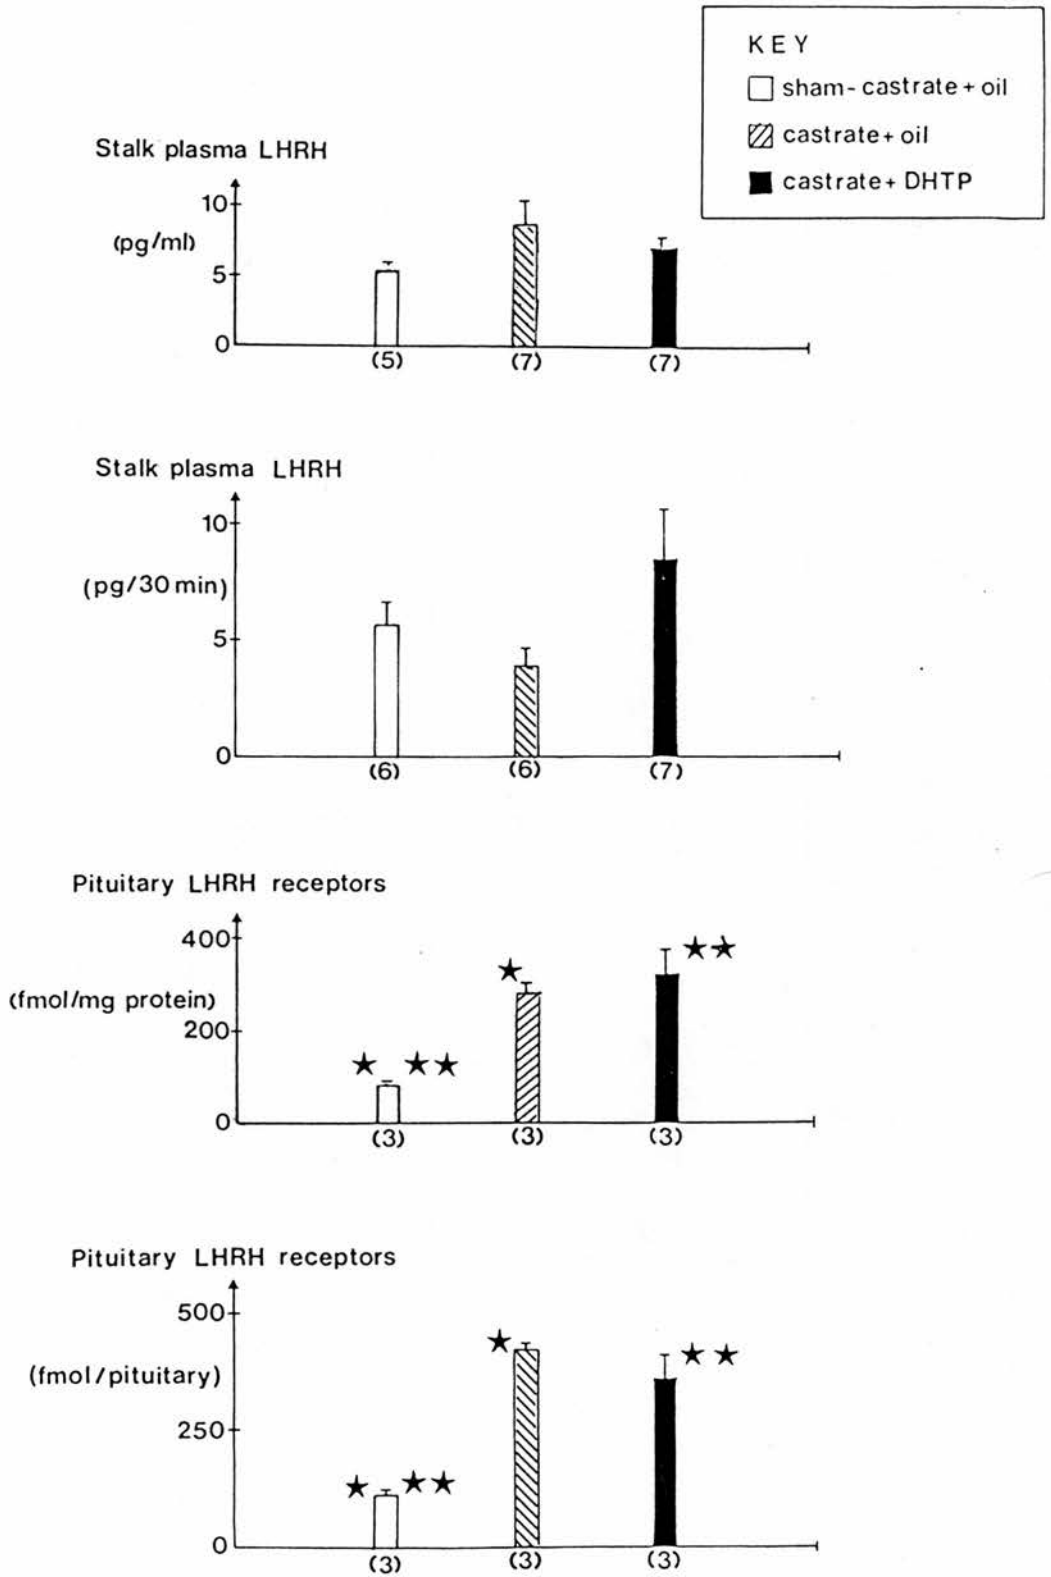 KEY
sham-castrate + oil
castrate + oil
castrate + DHTP
Stalk plasma LHRH
10
(pg/ml)
5
0
(5) (7) (7)
Stalk plasma LHRH
10
(pg/30 min)
5
0
(6) (6) (7)
Pituitary LHRH receptors
400
(fmol/mg protein)
200
0
(3) (3) (3)
Pituitary LHRH receptors
500
(fmol/pituitary)
250
0
(3) (3) (3)